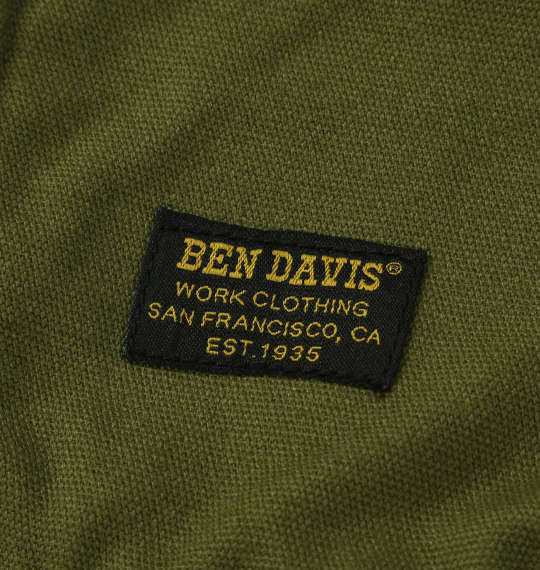 BEN DAVIS®
WORK CLOTHING
SAN FRANCISCO, CA
EST.1935